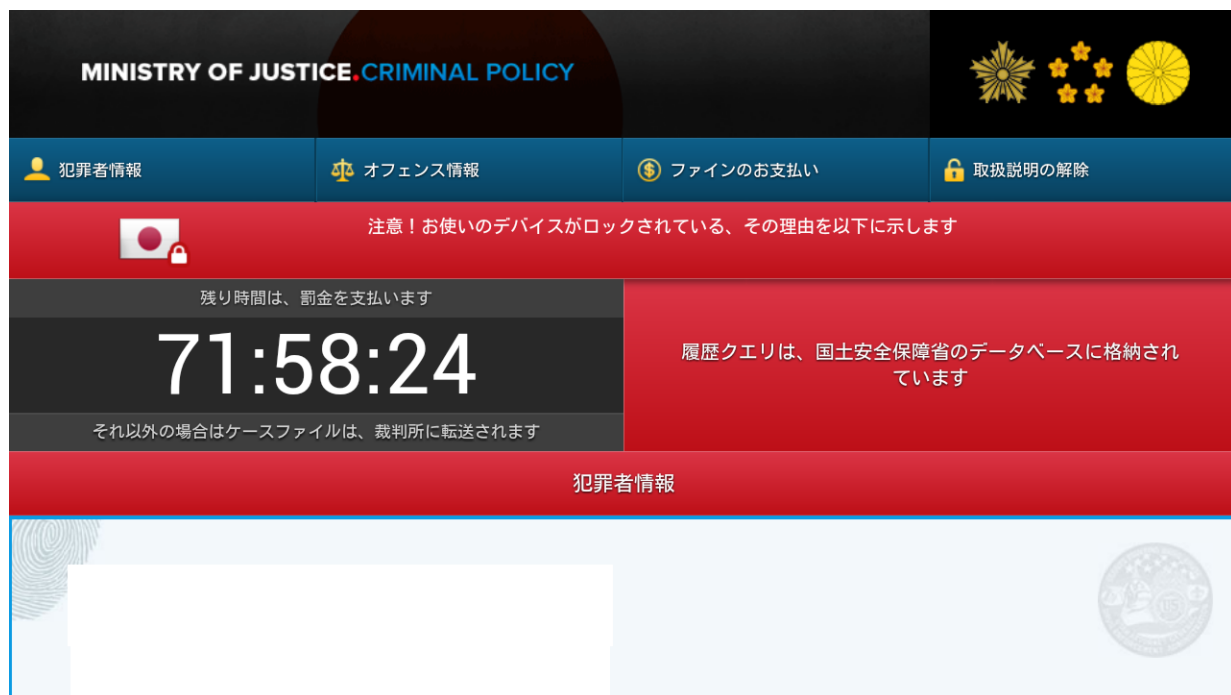 MINISTRY OF JUSTICE.CRIMINAL POLICY
犯罪者情報
オフェンス情報
ファインのお支払い
取扱説明の解除
注意！お使いのデバイスがロックされている、その理由を以下に示します
残り時間は、罰金を支払います
71:58:24
それ以外の場合はケースファイルは、裁判所に転送されます
履歴クエリは、国土安全保障省のデータベースに格納され
ています
犯罪者情報